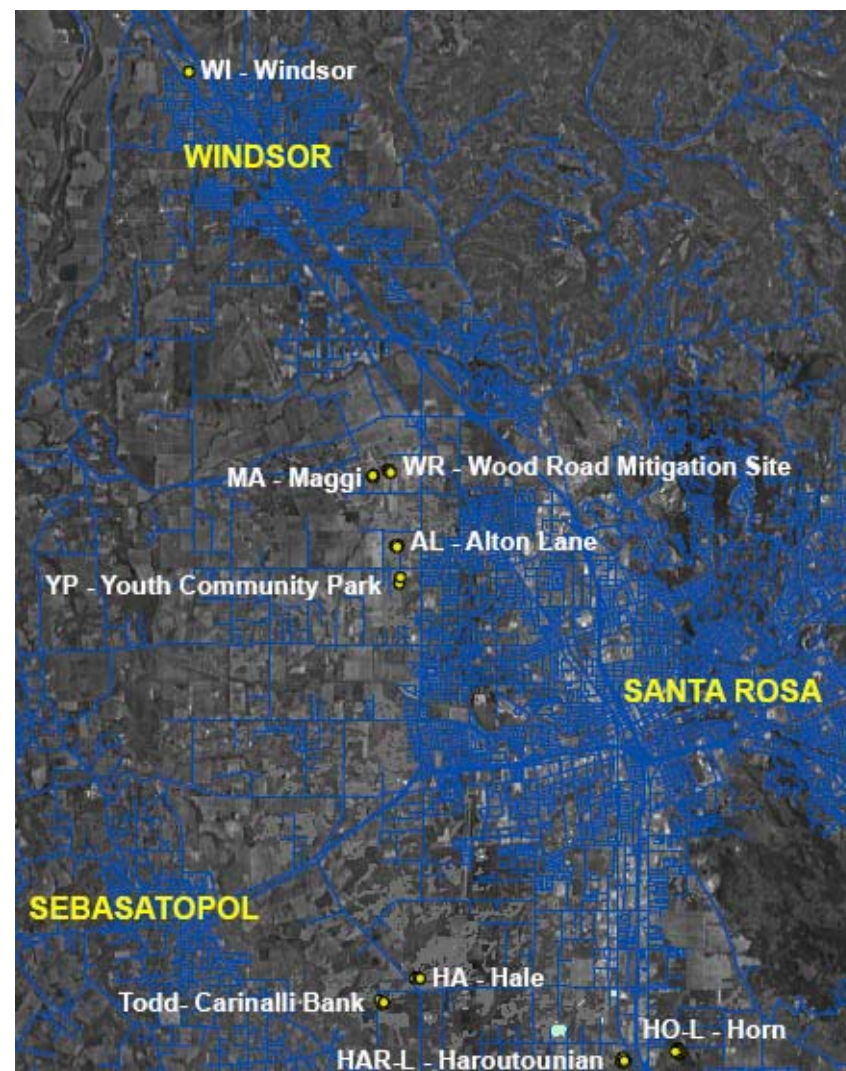 WI - Windsor
WINDSOR
WR - Wood Road Mitigation Site
MA - Maggi
AL - Alton Lane
YP - Youth Community Park
SANTA ROSA
SEBASATOPOL
HA - Hale
Todd- Carinalli Bank
HO-L - Horn
HAR-L - Haroutounian